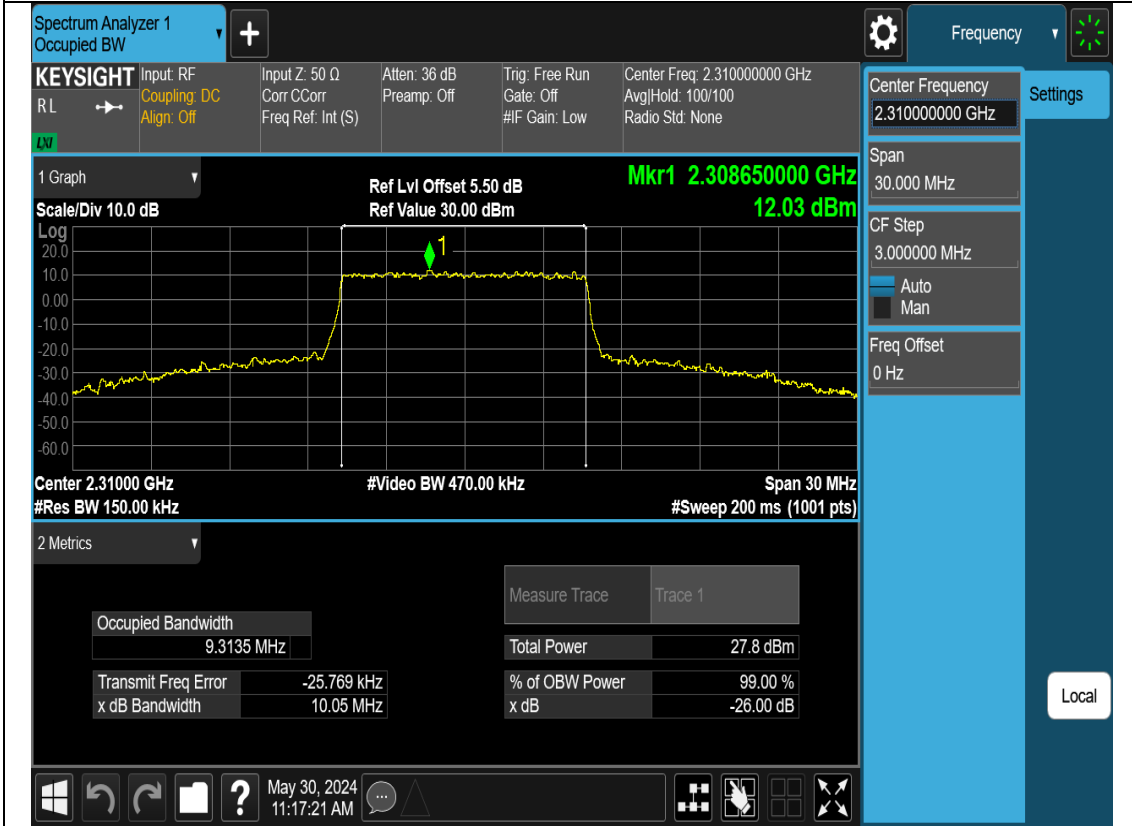 Spectrum Analyzer 1
Occupied BW
+
Frequency
KEYSIGHT
RL
LXI
Input: RF
Coupling: DC
Align: Off
Input Z: 50 Ω
Corr CCorr
Freq Ref: Int (S)
Atten: 36 dB
Preamp: Off
Trig: Free Run
Gate: Off
#IF Gain: Low
Center Freq: 2.310000000 GHz
Avg|Hold: 100/100
Radio Std: None
Center Frequency
2.310000000 GHz
Settings
Span
30.000 MHz
CF Step
3.000000 MHz
Auto
Man
Freq Offset
0 Hz
Local
1 Graph
Scale/Div 10.0 dB
Ref Lvl Offset 5.50 dB
Ref Value 30.00 dBm
Mkr1 2.308650000 GHz
12.03 dBm
Log
1
20.0
10.0
0.00
-10.0
-20.0
-30.0
-40.0
-50.0
-60.0
Center 2.31000 GHz
#Res BW 150.00 kHz
#Video BW 470.00 kHz
Span 30 MHz
#Sweep 200 ms (1001 pts)
2 Metrics
Measure Trace Trace 1
Occupied Bandwidth
9.3135 MHz
Total Power 27.8 dBm
Transmit Freq Error -25.769 kHz
% of OBW Power 99.00 %
x dB Bandwidth 10.05 MHz
x dB -26.00 dB
?
May 30, 2024
11:17:21 AM